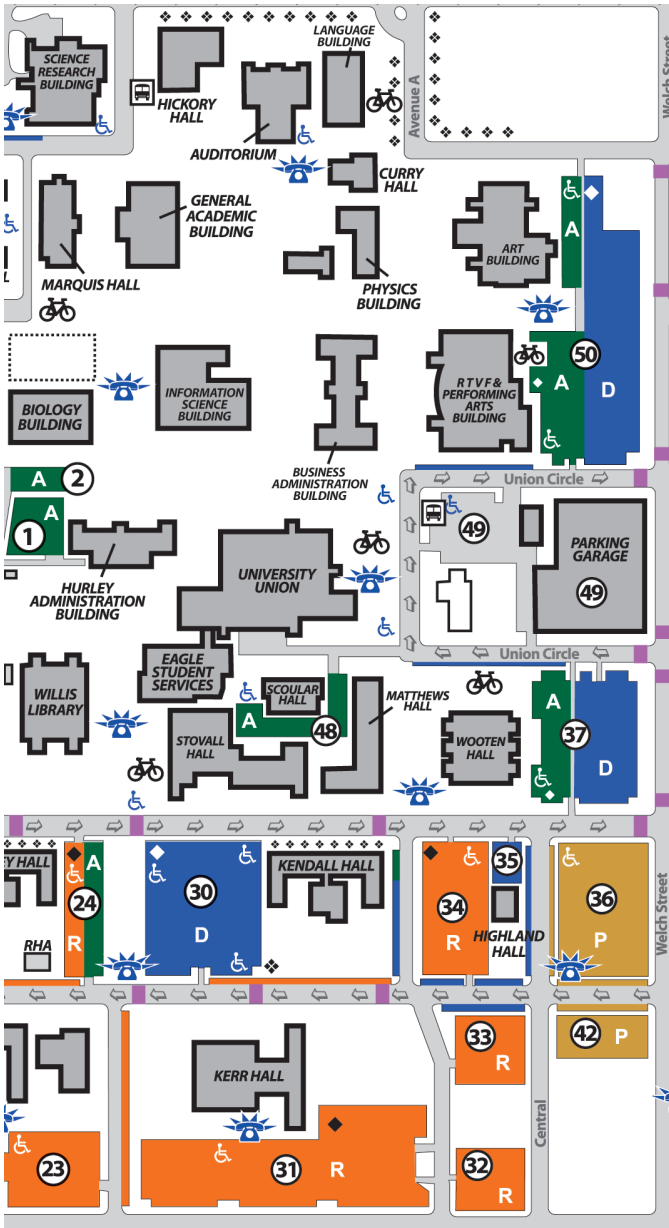 LANGUAGE
BUILDING
SCIENCE
RESEARCH
BUILDING
HICKORY
HALL
AUDITORIUM
Avenue A
Welch Street
CURRY
HALL
GENERAL
ACADEMIC
BUILDING
MARQUIS HALL
PHYSICS
BUILDING
ART
BUILDING
A
50
A
D
RTVF &
PERFORMING
ARTS
BUILDING
INFORMATION
SCIENCE
BUILDING
BIOLOGY
BUILDING
BUSINESS
ADMINISTRATION
BUILDING
A
2
A
1
Union Circle
49
PARKING
GARAGE
49
HURLEY
ADMINISTRATION
BUILDING
UNIVERSITY
UNION
Union Circle
EAGLE
STUDENT
SERVICES
WILLIS
LIBRARY
SCOULAR
HALL
A
48
MATTHEWS
HALL
STOVALL
HALL
WOOTEN
HALL
A
37
D
EY HALL
A
24
R
30
D
KENDALL HALL
34
R
35
HIGHLAND
HALL
36
P
Welch Street
RHA
33
R
42
P
KERR HALL
Central
23
31
R
32
R
L